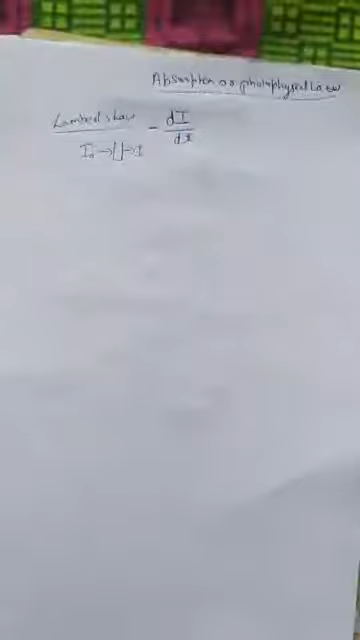 Absorption or photophysical Law
Lambert's law - dI
dx
I₀ → [ ] → I